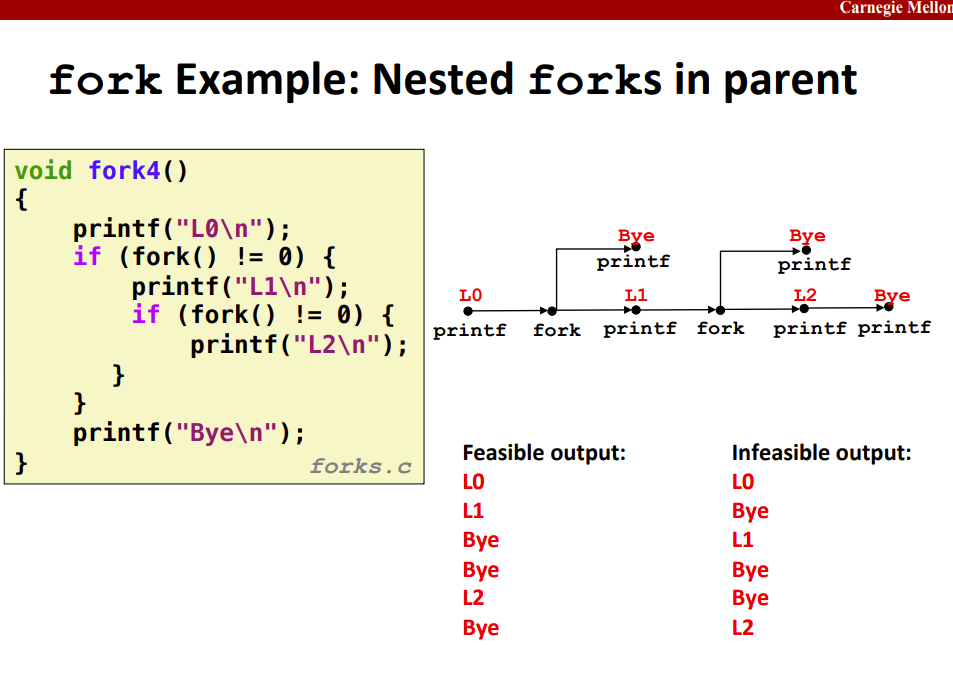 Carnegie Mellon
fork Example: Nested forks in parent
void fork4()
{
    printf("L0\n");
    if (fork() != 0) {
        printf("L1\n");
        if (fork() != 0) {
            printf("L2\n");
       }
    }
    printf("Bye\n");
}
forks.c
Bye Bye
printf printf
L0 L1 L2 Bye
printf fork printf fork printf printf
Feasible output:
L0
L1
Bye
Bye
L2
Bye
Infeasible output:
L0
Bye
L1
Bye
Bye
L2